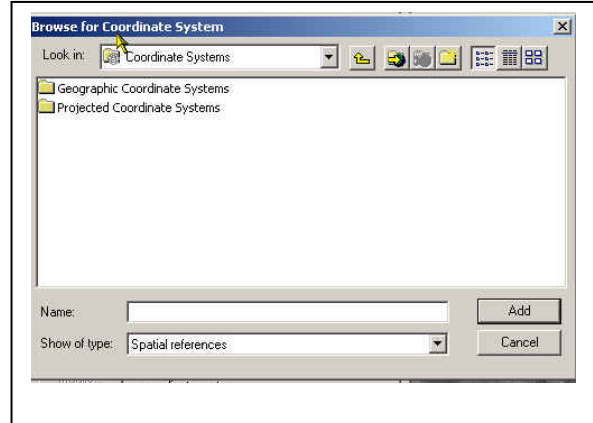 Browse for Coordinate System
Look in: Coordinate Systems
Geographic Coordinate Systems
Projected Coordinate Systems
Name: Add
Show of type: Spatial references Cancel